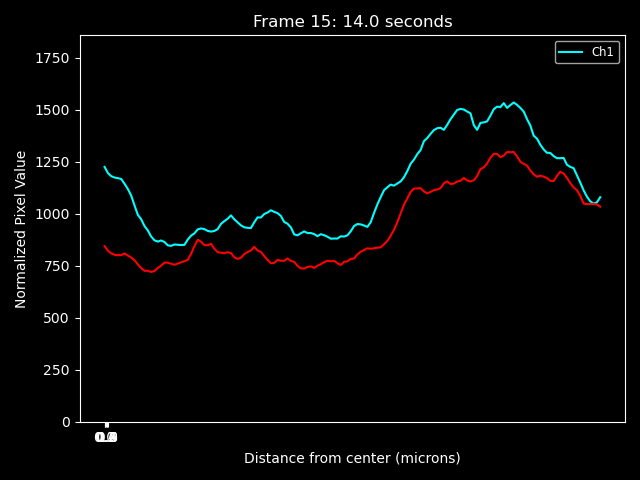 Frame 15: 14.0 seconds
Ch1
1750
1500
1250
1000
750
500
250
0
Normalized Pixel Value
Distance from center (microns)